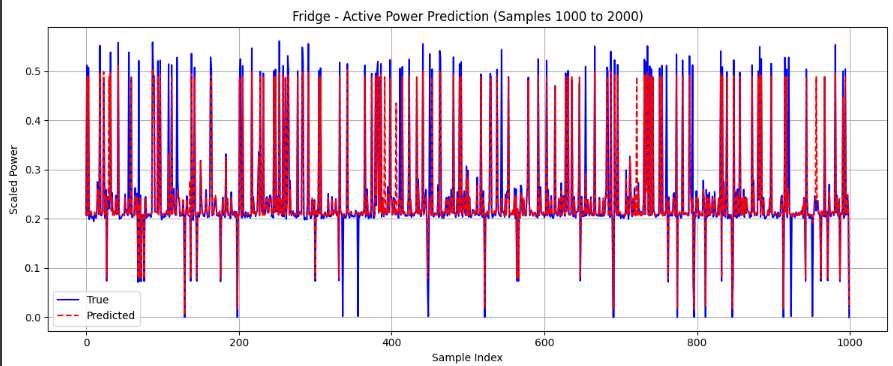 Fridge - Active Power Prediction (Samples 1000 to 2000)
Scaled Power
0.5
0.4
0.3
0.2
0.1
0.0
True
Predicted
0 200 400 600 800 1000
Sample Index